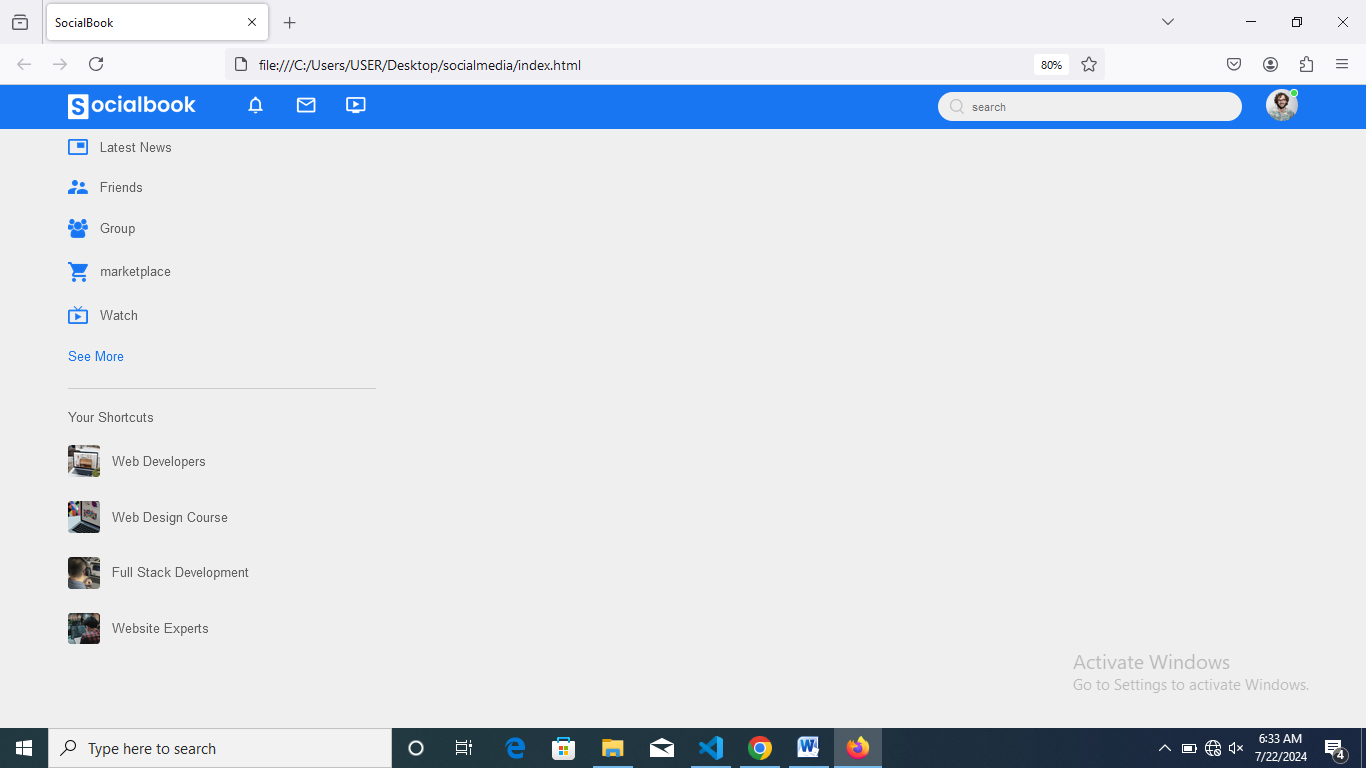 SocialBook
file:///C:/Users/USER/Desktop/socialmedia/index.html
80%
Socialbook
search
Latest News
Friends
Group
marketplace
Watch
See More
Your Shortcuts
Web Developers
Web Design Course
Full Stack Development
Website Experts
Activate Windows
Go to Settings to activate Windows.
Type here to search
6:33 AM
7/22/2024
4